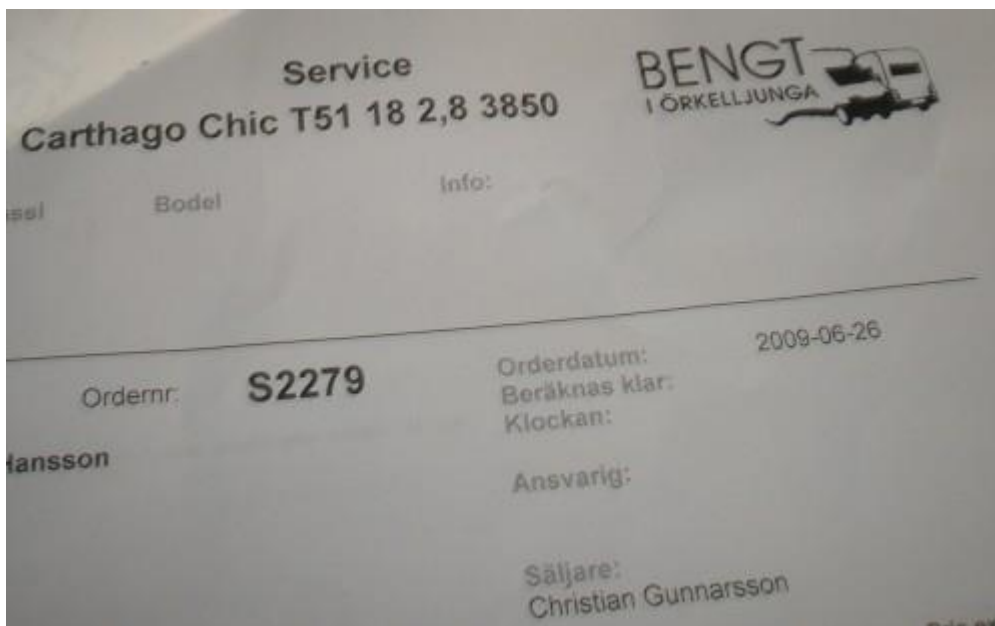 Service
Carthago Chic T51 18 2,8 3850
BENGT
I ÖRKELLJUNGA
Bodel
Info:
Ordernr:
S2279
Orderdatum:
2009-06-26
Beräknas klar:
Klockan:
Hansson
Ansvarig:
Säljare:
Christian Gunnarsson